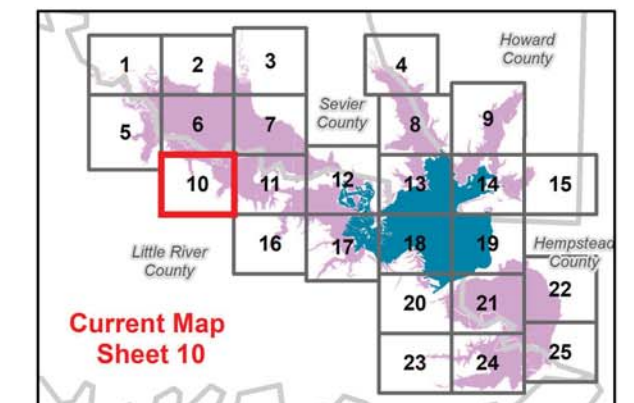 Howard
County
1 2 3 4
Sevier
County
5 6 7 8 9
10 11 12 13 14 15
Little River
County
16 17 18 19
Hempstead
County
20 21 22
Current Map
Sheet 10
23 24 25